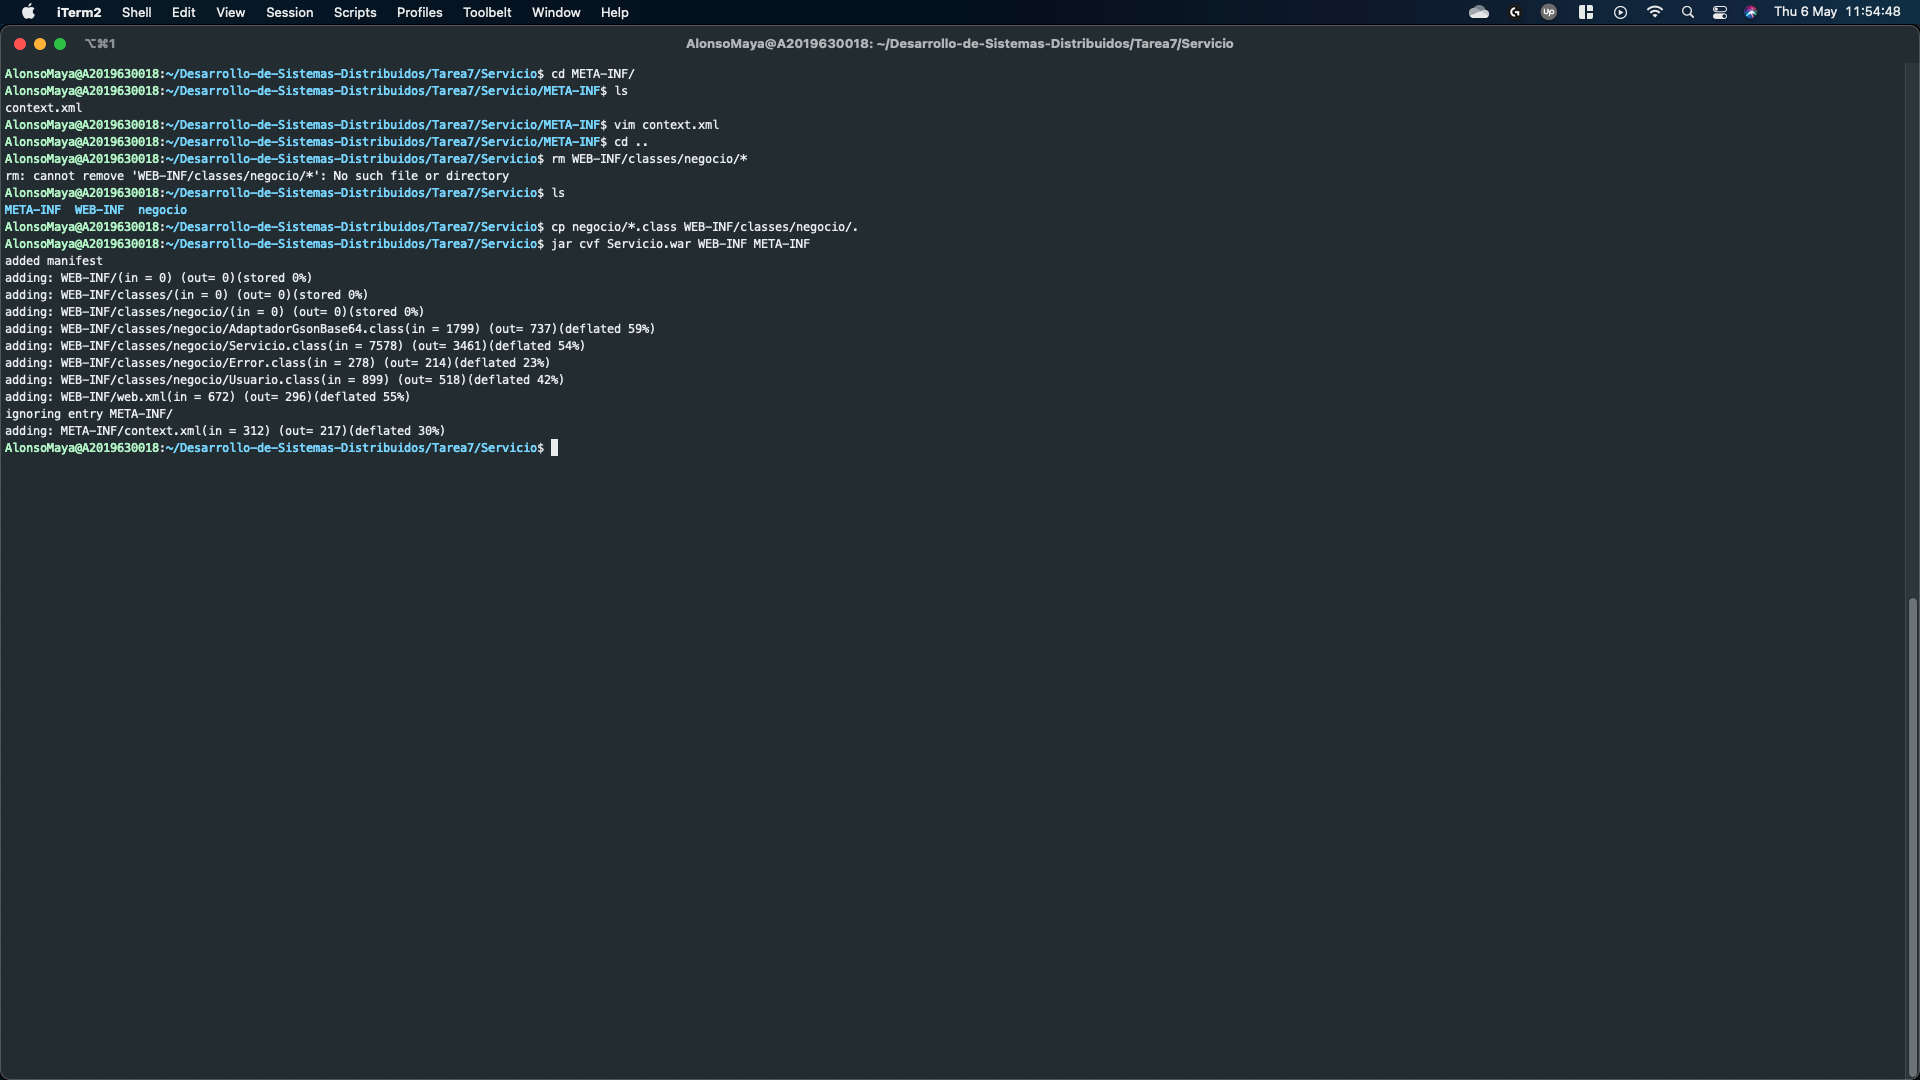 iTerm2 Shell Edit View Session Scripts Profiles Toolbelt Window Help Up Thu 6 May 11:54:48
⌥⌘1 AlonsoMaya@A2019630018: ~/Desarrollo-de-Sistemas-Distribuidos/Tarea7/Servicio
AlonsoMaya@A2019630018:~/Desarrollo-de-Sistemas-Distribuidos/Tarea7/Servicio$ cd META-INF/
AlonsoMaya@A2019630018:~/Desarrollo-de-Sistemas-Distribuidos/Tarea7/Servicio/META-INF$ ls
context.xml
AlonsoMaya@A2019630018:~/Desarrollo-de-Sistemas-Distribuidos/Tarea7/Servicio/META-INF$ vim context.xml
AlonsoMaya@A2019630018:~/Desarrollo-de-Sistemas-Distribuidos/Tarea7/Servicio/META-INF$ cd ..
AlonsoMaya@A2019630018:~/Desarrollo-de-Sistemas-Distribuidos/Tarea7/Servicio$ rm WEB-INF/classes/negocio/*
rm: cannot remove 'WEB-INF/classes/negocio/*': No such file or directory
AlonsoMaya@A2019630018:~/Desarrollo-de-Sistemas-Distribuidos/Tarea7/Servicio$ ls
META-INF  WEB-INF  negocio
AlonsoMaya@A2019630018:~/Desarrollo-de-Sistemas-Distribuidos/Tarea7/Servicio$ cp negocio/*.class WEB-INF/classes/negocio/.
AlonsoMaya@A2019630018:~/Desarrollo-de-Sistemas-Distribuidos/Tarea7/Servicio$ jar cvf Servicio.war WEB-INF META-INF
added manifest
adding: WEB-INF/(in = 0) (out= 0)(stored 0%)
adding: WEB-INF/classes/(in = 0) (out= 0)(stored 0%)
adding: WEB-INF/classes/negocio/(in = 0) (out= 0)(stored 0%)
adding: WEB-INF/classes/negocio/AdaptadorGsonBase64.class(in = 1799) (out= 737)(deflated 59%)
adding: WEB-INF/classes/negocio/Servicio.class(in = 7578) (out= 3461)(deflated 54%)
adding: WEB-INF/classes/negocio/Error.class(in = 278) (out= 214)(deflated 23%)
adding: WEB-INF/classes/negocio/Usuario.class(in = 899) (out= 518)(deflated 42%)
adding: WEB-INF/web.xml(in = 672) (out= 296)(deflated 55%)
ignoring entry META-INF/
adding: META-INF/context.xml(in = 312) (out= 217)(deflated 30%)
AlonsoMaya@A2019630018:~/Desarrollo-de-Sistemas-Distribuidos/Tarea7/Servicio$